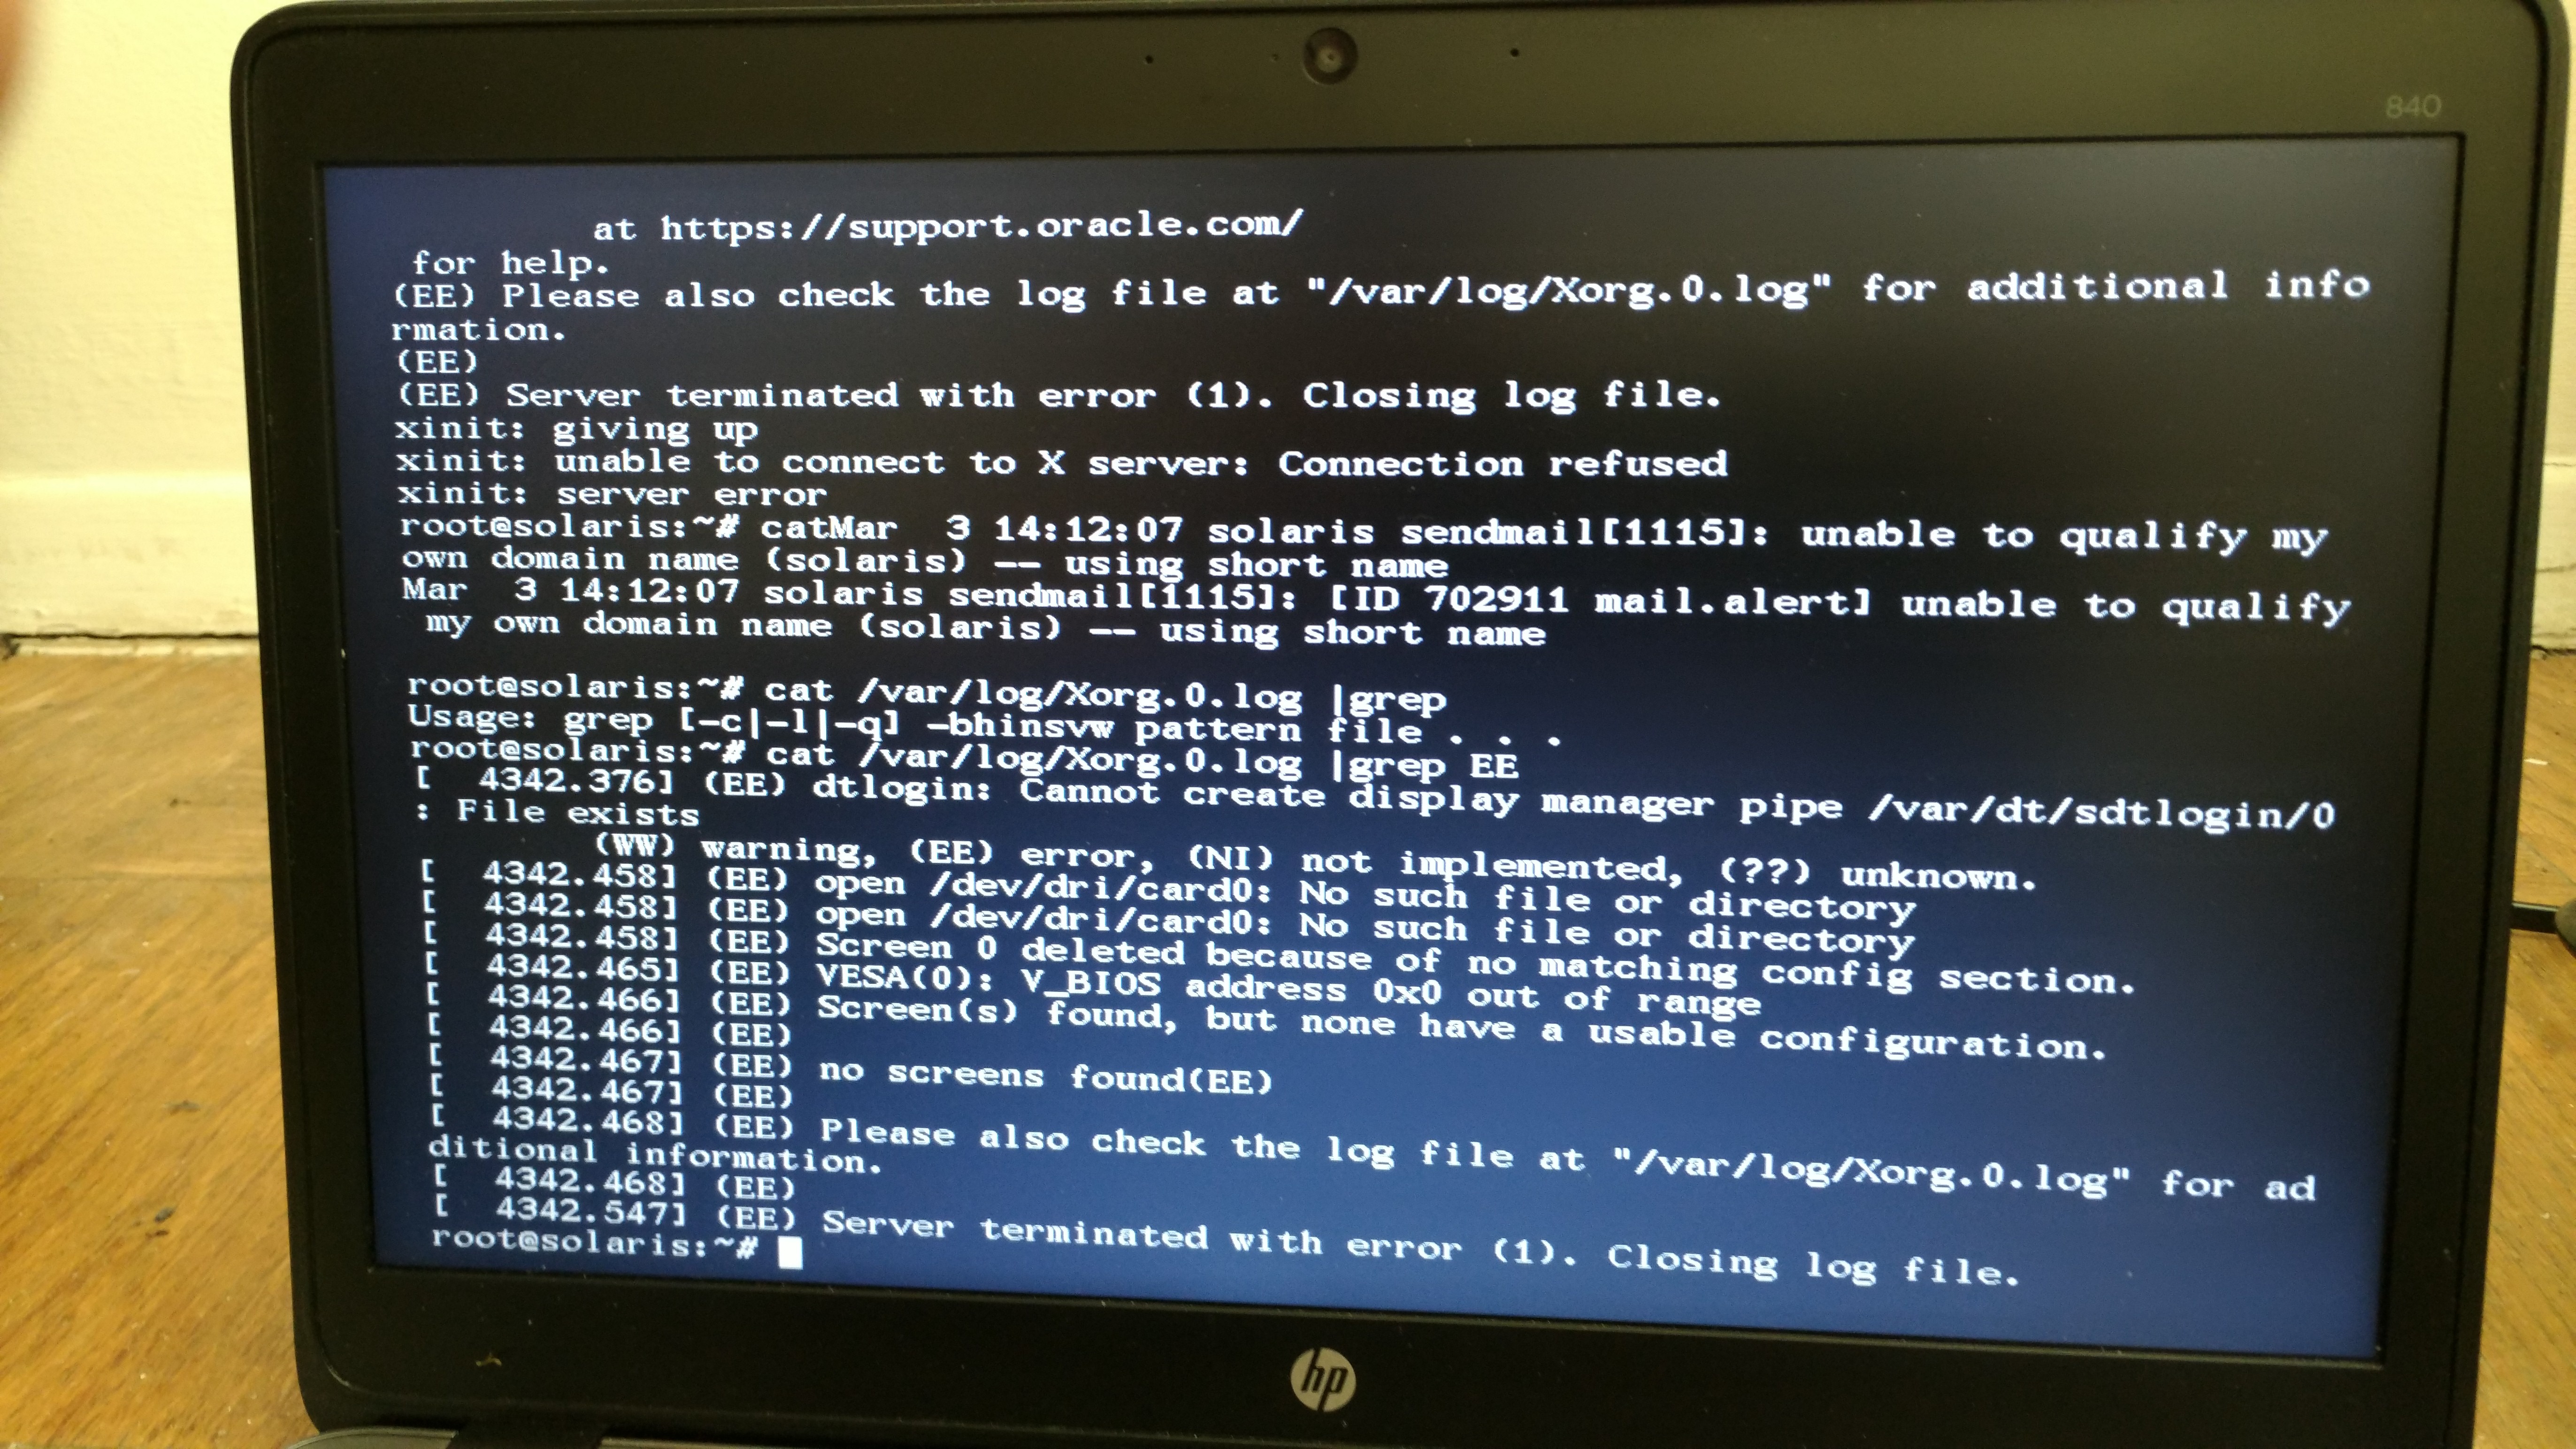 840
at https://support.oracle.com/
for help.
(EE) Please also check the log file at "/var/log/Xorg.0.log" for additional info
rmation.
(EE)
(EE) Server terminated with error (1). Closing log file.
xinit: giving up
xinit: unable to connect to X server: Connection refused
xinit: server error
root@solaris:~# catMar  3 14:12:07 solaris sendmail[1115]: unable to qualify my
own domain name (solaris) -- using short name
Mar  3 14:12:07 solaris sendmail[1115]: [ID 702911 mail.alert] unable to qualify
my own domain name (solaris) -- using short name
root@solaris:~# cat /var/log/Xorg.0.log |grep
Usage: grep [-c|-l|-q] -bhinsvw pattern file . . .
root@solaris:~# cat /var/log/Xorg.0.log |grep EE
[  4342.376] (EE) dtlogin: Cannot create display manager pipe /var/dt/sdtlogin/0
: File exists
(WW) warning, (EE) error, (NI) not implemented, (??) unknown.
[  4342.458] (EE) open /dev/dri/card0: No such file or directory
[  4342.458] (EE) open /dev/dri/card0: No such file or directory
[  4342.458] (EE) Screen 0 deleted because of no matching config section.
[  4342.465] (EE) VESA(0): V_BIOS address 0x0 out of range
[  4342.466] (EE) Screen(s) found, but none have a usable configuration.
[  4342.466] (EE)
[  4342.467] (EE) no screens found(EE)
[  4342.467] (EE)
[  4342.468] (EE) Please also check the log file at "/var/log/Xorg.0.log" for ad
ditional information.
[  4342.468] (EE)
[  4342.547] (EE) Server terminated with error (1). Closing log file.
root@solaris:~#
hp